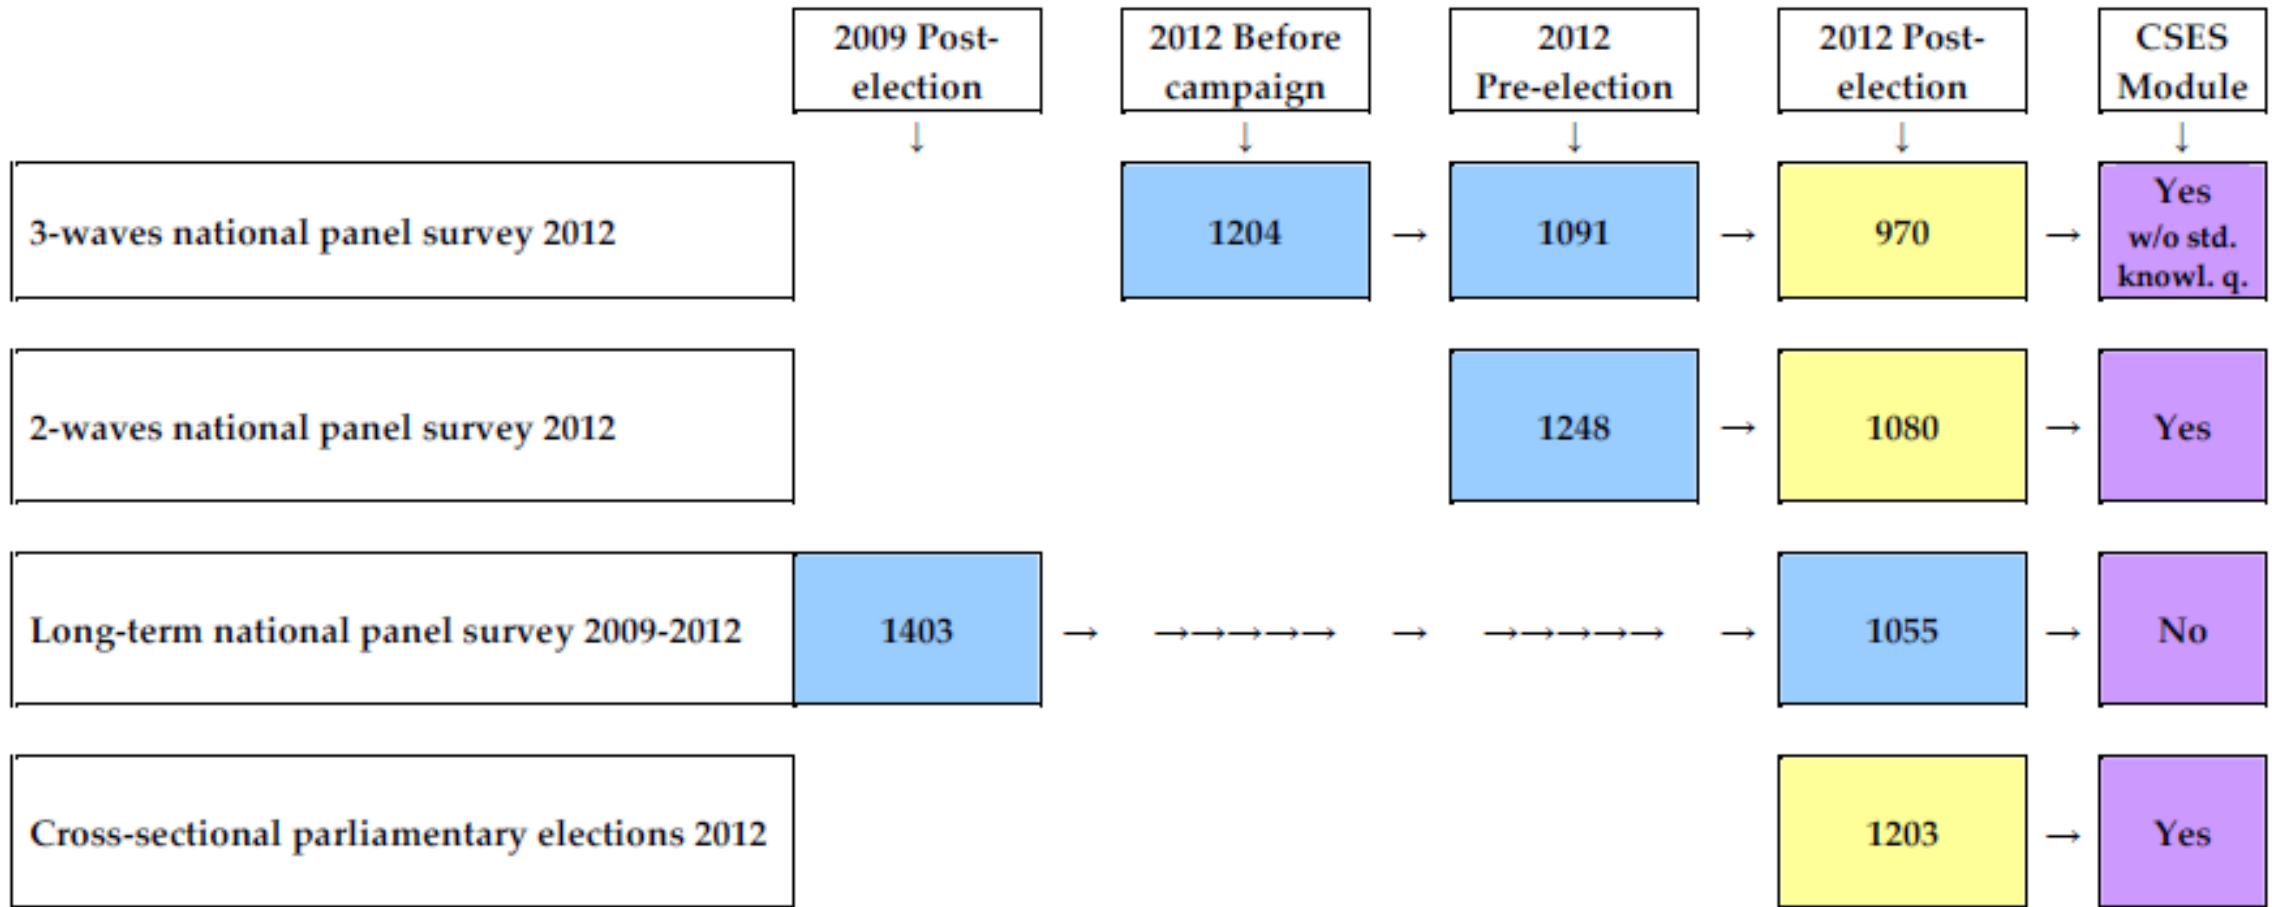 2009 Post-
election
2012 Before
campaign
2012
Pre-election
2012 Post-
election
CSES
Module
↓ ↓ ↓ ↓ ↓
3-waves national panel survey 2012
1204 → 1091 → 970 →
Yes
w/o std.
knowl. q.
2-waves national panel survey 2012
1248 → 1080 → Yes
Long-term national panel survey 2009-2012
1403 → →→→→→ → →→→→→ → 1055 → No
Cross-sectional parliamentary elections 2012
1203 → Yes